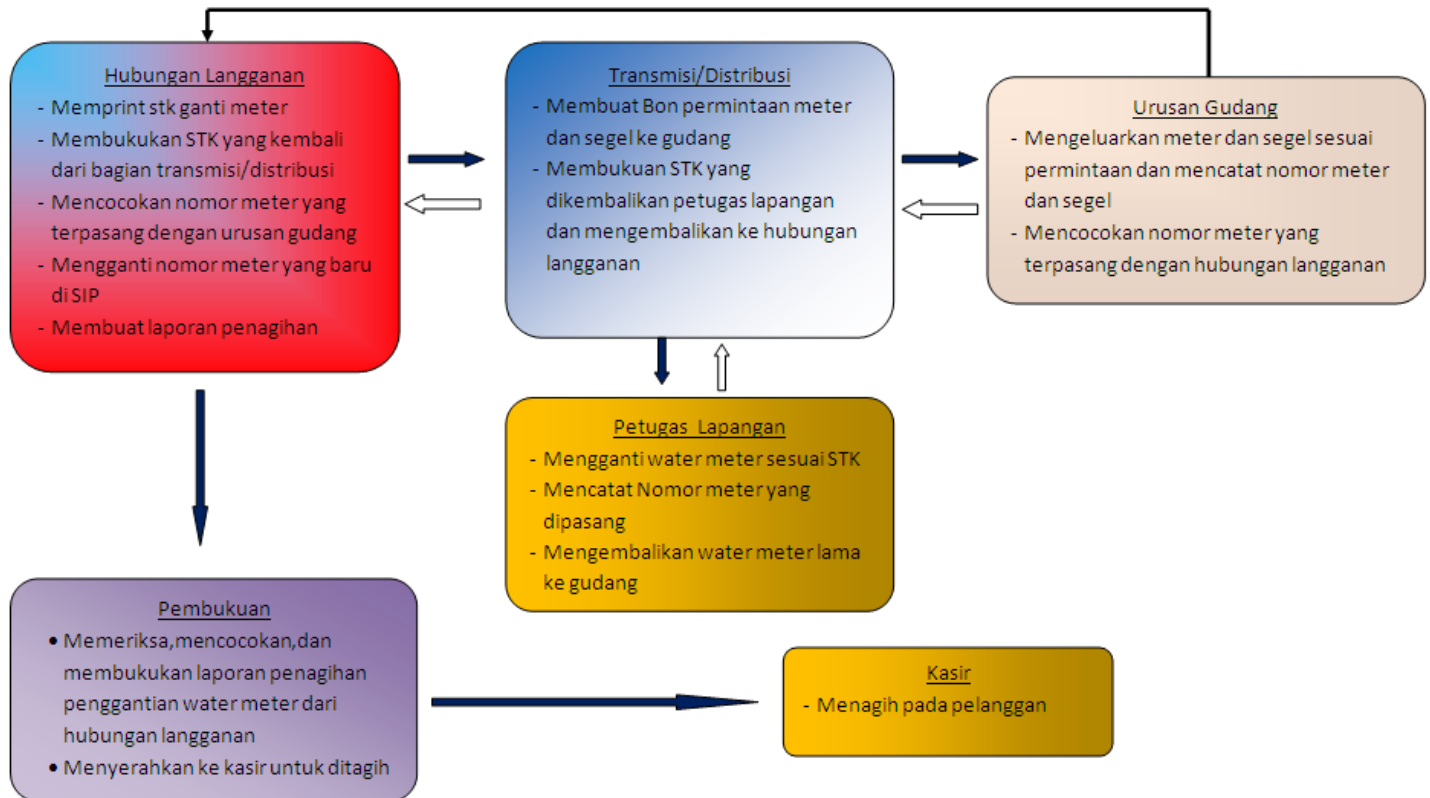 Hubungan Langganan
- Memprint stk ganti meter
- Membukukan STK yang kembali
dari bagian transmisi/distribusi
- Mencocokan nomor meter yang
terpasang dengan urusan gudang
- Mengganti nomor meter yang baru
di SIP
- Membuat laporan penagihan
Transmisi/Distribusi
- Membuat Bon permintaan meter
dan segel ke gudang
- Membukuan STK yang
dikembalikan petugas lapangan
dan mengembalikan ke hubungan
langganan
Urusan Gudang
- Mengeluarkan meter dan segel sesuai
permintaan dan mencatat nomor meter
dan segel
- Mencocokan nomor meter yang
terpasang dengan hubungan langganan
Petugas Lapangan
- Mengganti water meter sesuai STK
- Mencatat Nomor meter yang
dipasang
- Mengembalikan water meter lama
ke gudang
Pembukuan
• Memeriksa,mencocokan,dan
membukukan laporan penagihan
penggantian water meter dari
hubungan langganan
• Menyerahkan ke kasir untuk ditagih
Kasir
- Menagih pada pelanggan